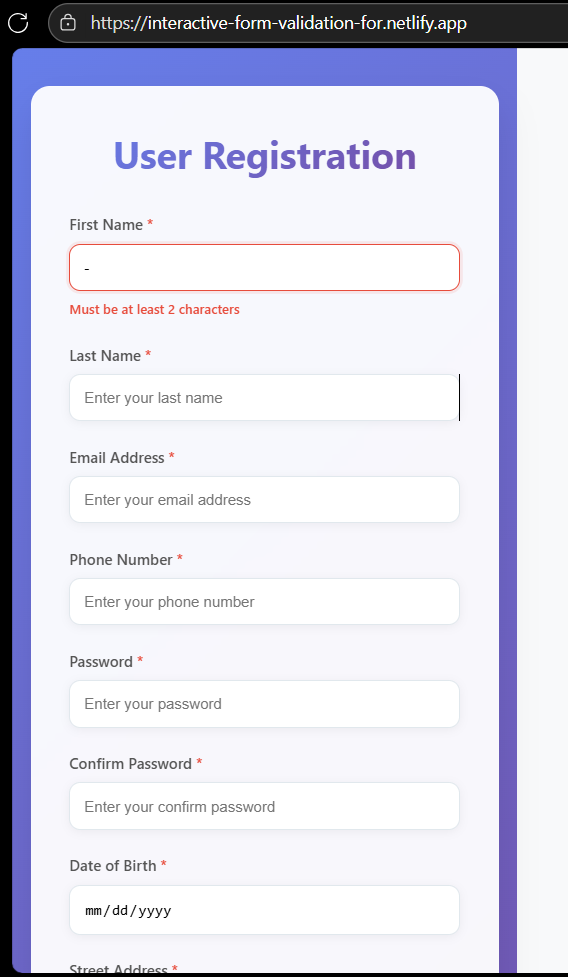 https://interactive-form-validation-for.netlify.app
User Registration
First Name *
-
Must be at least 2 characters
Last Name *
Enter your last name
Email Address *
Enter your email address
Phone Number *
Enter your phone number
Password *
Enter your password
Confirm Password *
Enter your confirm password
Date of Birth *
mm/dd/yyyy
Street Address *